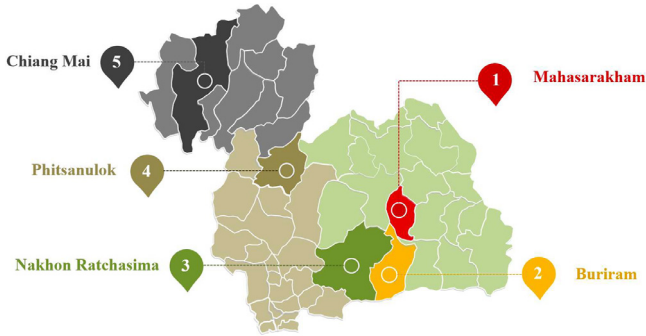 Chiang Mai 5
1 Mahasarakham
Phitsanulok 4
Nakhon Ratchasima 3
2 Buriram